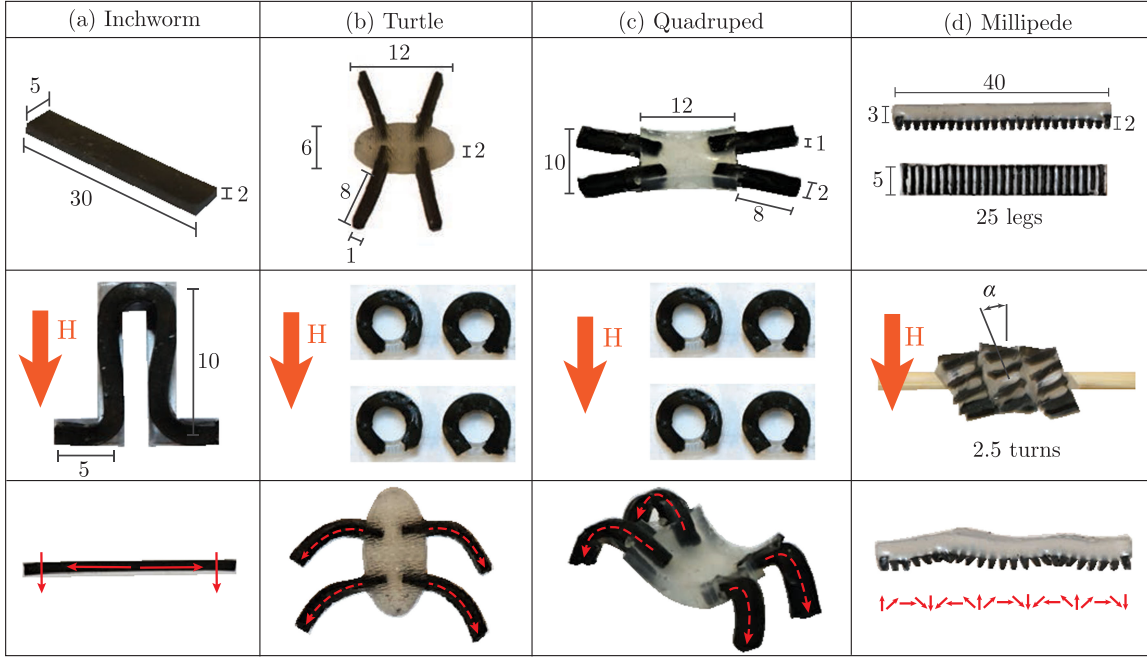 (a) Inchworm
(b) Turtle
(c) Quadruped
(d) Millipede
5
30
2
12
6
2
8
1
12
10
1
2
8
40
3
2
5
25 legs
H
10
5
H
H
H
α
2.5 turns